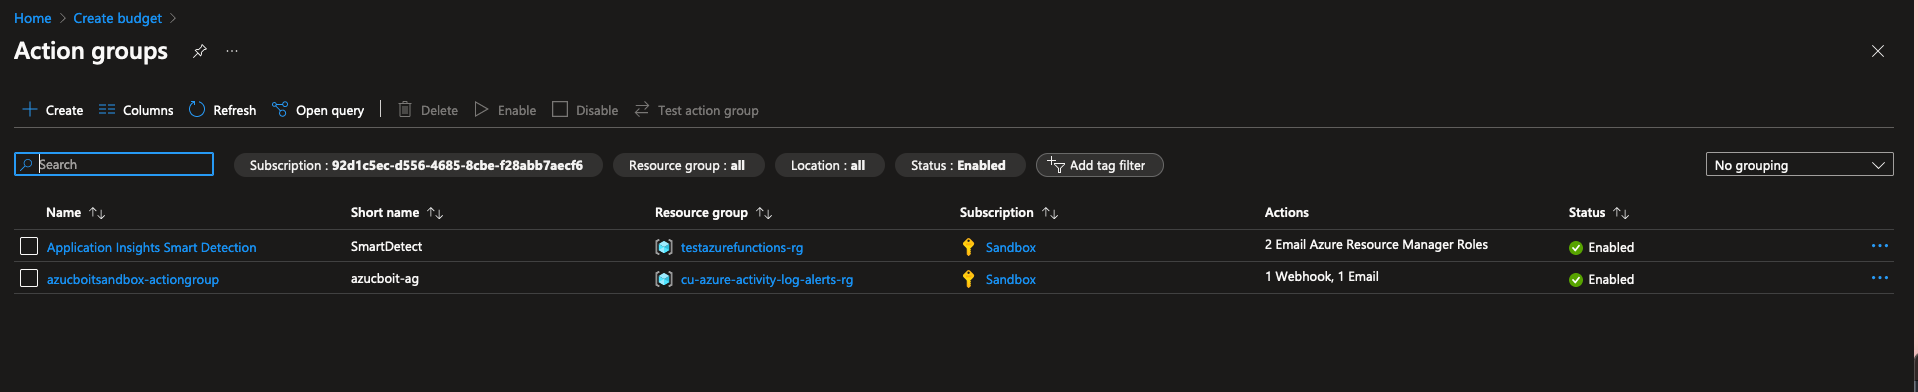 Home > Create budget >
Action groups ...
Create Columns Refresh Open query | Delete Enable Disable Test action group
Search Subscription : 92d1c5ec-d556-4685-8cbe-f28abb7aecf6 Resource group : all Location : all Status : Enabled Add tag filter No grouping
Name Short name Resource group Subscription Actions Status
Application Insights Smart Detection SmartDetect testazurefunctions-rg Sandbox 2 Email Azure Resource Manager Roles Enabled ...
azucboitsandbox-actiongroup azucboit-ag cu-azure-activity-log-alerts-rg Sandbox 1 Webhook, 1 Email Enabled ...